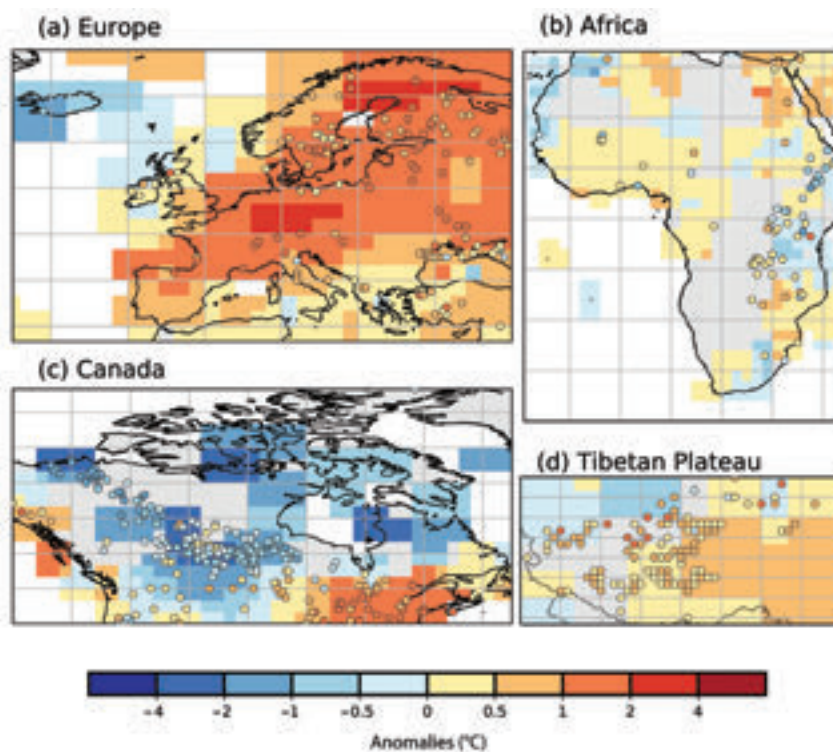 (a) Europe
(b) Africa
(c) Canada
(d) Tibetan Plateau
-4 -2 -1 -0.5 0 0.5 1 2 4
Anomalies (°C)